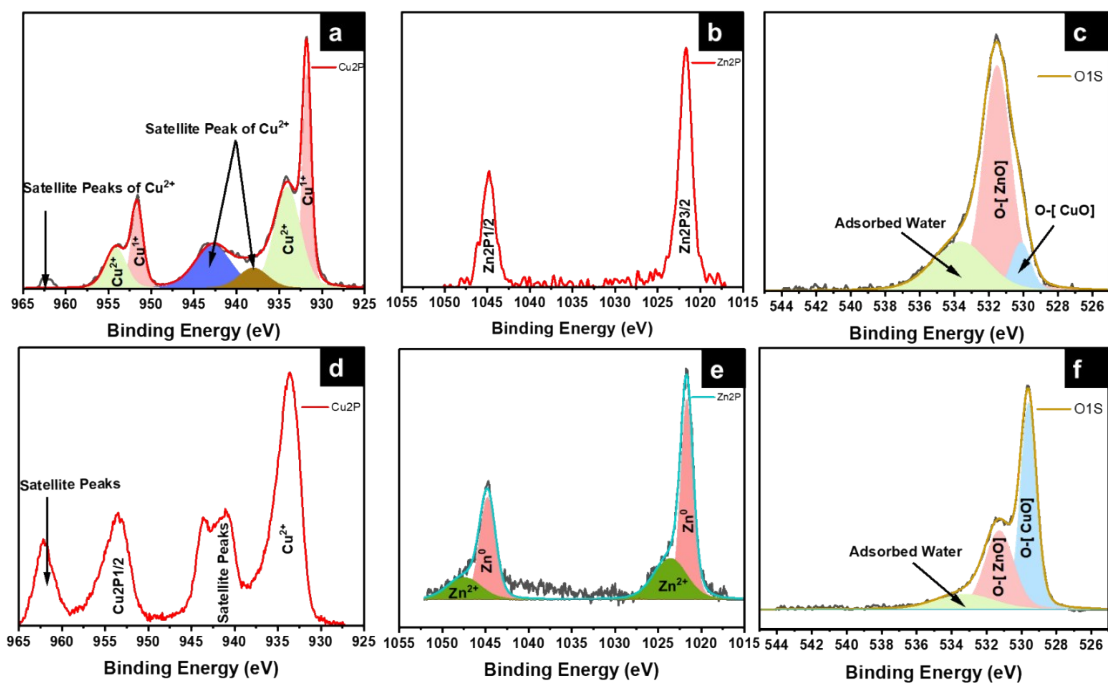 a
Cu2P
Satellite Peak of Cu²⁺
Satellite Peaks of Cu²⁺
Cu²⁺
Cu¹⁺
Cu²⁺
Cu¹⁺
965 960 955 950 945 940 935 930 925
Binding Energy (eV)
b
Zn2P
Zn2P1/2
Zn2P3/2
1055 1050 1045 1040 1035 1030 1025 1020 1015
Binding Energy (eV)
c
O1S
O-[ ZnO]
O-[ CuO]
Adsorbed Water
544 542 540 538 536 534 532 530 528 526
Binding Energy (eV)
d
Cu2P
Satellite Peaks
Cu2P1/2
Satellite Peaks
Cu²⁺
965 960 955 950 945 940 935 930 925
Binding Energy (eV)
e
Zn2P
Zn²⁺
Zn⁰
Zn²⁺
Zn⁰
1055 1050 1045 1040 1035 1030 1025 1020 1015
Binding Energy (eV)
f
O1S
Adsorbed Water
O-[ ZnO]
O-[ CuO]
544 542 540 538 536 534 532 530 528 526
Binding Energy (eV)